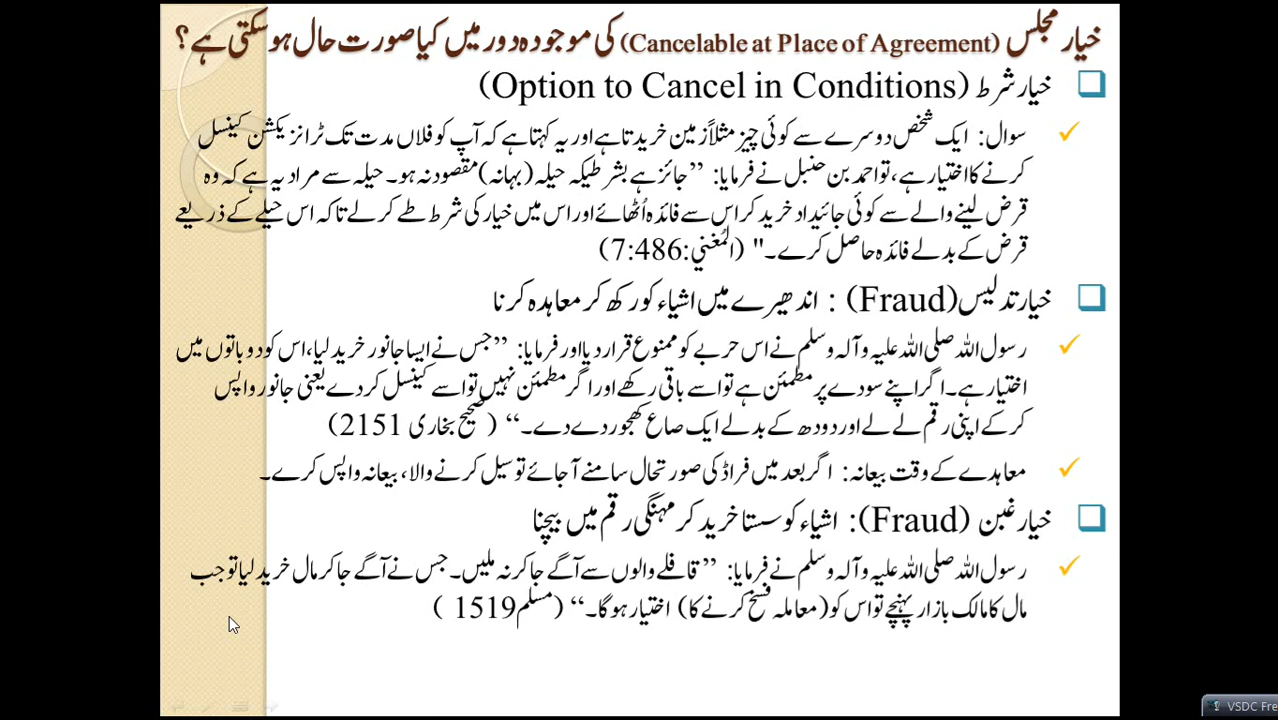 خیار مجلس (Cancelable at Place of Agreement) کی موجودہ دور میں کیا صورت حال ہو سکتی ہے؟
خیار شرط (Option to Cancel in Conditions)
سوال: ایک شخص دوسرے سے کوئی چیز مثلاً زمین خریدتا ہے اور یہ کہتا ہے کہ آپ کو فلاں مدت تک ٹرانزیکشن کینسل
کرنے کا اختیار ہے، تو احمد بن حنبل نے فرمایا: ”جائز ہے بشرطیکہ حیلہ (بہانہ) مقصود نہ ہو۔ حیلہ سے مراد یہ ہے کہ وہ
قرض لینے والے سے کوئی جائیداد خرید کر اس سے فائدہ اُٹھائے اور اس میں خیار کی شرط طے کر لے تاکہ اس حیلے کے ذریعے
قرض کے بدلے فائدہ حاصل کرے۔" (المُغني: 7:486)
خیار تدلیس (Fraud) : اندھیرے میں اشیاء کو رکھ کر معاہدہ کرنا
رسول اللہ صلی اللہ علیہ وآلہ وسلم نے اس حربے کو ممنوع قرار دیا اور فرمایا: ”جس نے ایسا جانور خرید لیا، اس کو دو باتوں میں
اختیار ہے۔ اگر اپنے سودے پر مطمئن ہے تو اسے باقی رکھے اور اگر مطمئن نہیں تو اسے کینسل کر دے یعنی جانور واپس
کر کے اپنی رقم لے لے اور دودھ کے بدلے ایک صاع کھجور دے دے۔“ (صحیح بخاری 2151)
معاہدے کے وقت بیعانہ: اگر بعد میں فراڈ کی صورتحال سامنے آ جائے تو سیل کرنے والا، بیعانہ واپس کرے۔
خیار غبن (Fraud): اشیاء کو سستا خرید کر مہنگی رقم میں بیچنا
رسول اللہ صلی اللہ علیہ وآلہ وسلم نے فرمایا: ”قافلے والوں سے آگے جا کر نہ ملیں۔ جس نے آگے جا کر مال خرید لیا تو جب
مال کا مالک بازار پہنچے تو اس کو (معاملہ فسخ کرنے کا) اختیار ہو گا۔“ (مسلم 1519)
VSDC Fre